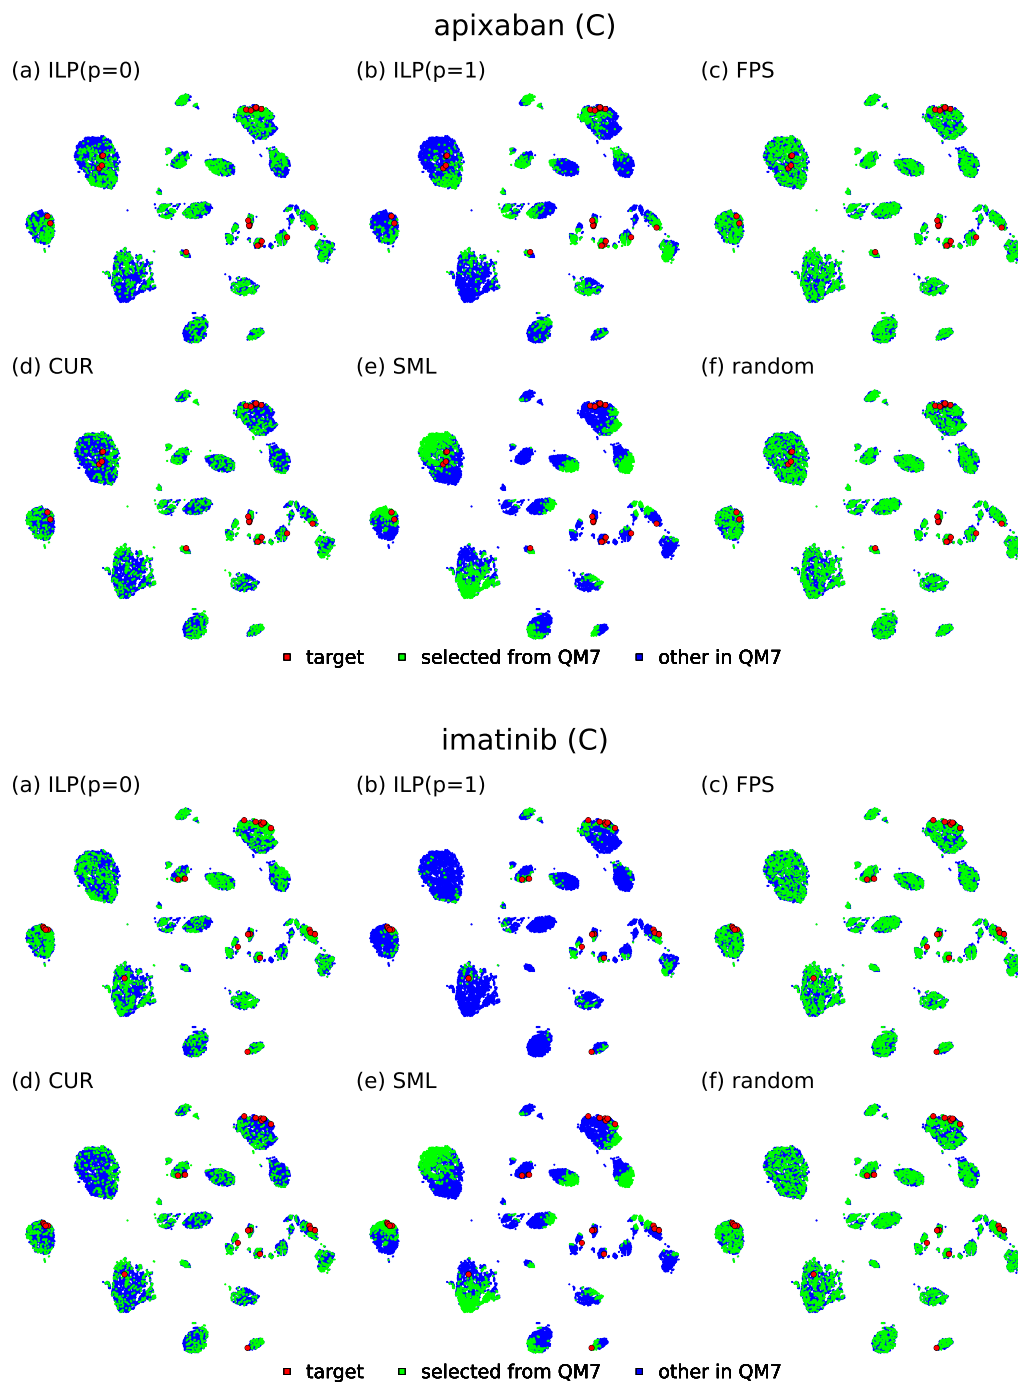 apixaban (C)
(a) ILP(p=0)
(b) ILP(p=1)
(c) FPS
(d) CUR
(e) SML
(f) random
target
selected from QM7
other in QM7
imatinib (C)
(a) ILP(p=0)
(b) ILP(p=1)
(c) FPS
(d) CUR
(e) SML
(f) random
target
selected from QM7
other in QM7